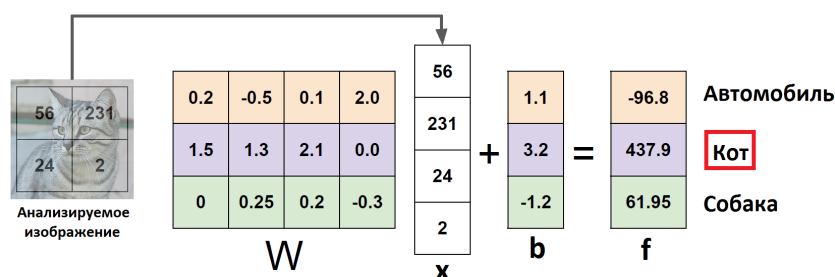 56 231
24 2
Анализируемое
изображение
0.2 -0.5 0.1 2.0
1.5 1.3 2.1 0.0
0 0.25 0.2 -0.3
W
56
231
24
2
x
+
1.1
3.2
-1.2
b
=
-96.8
437.9
61.95
f
Автомобиль
Кот
Собака